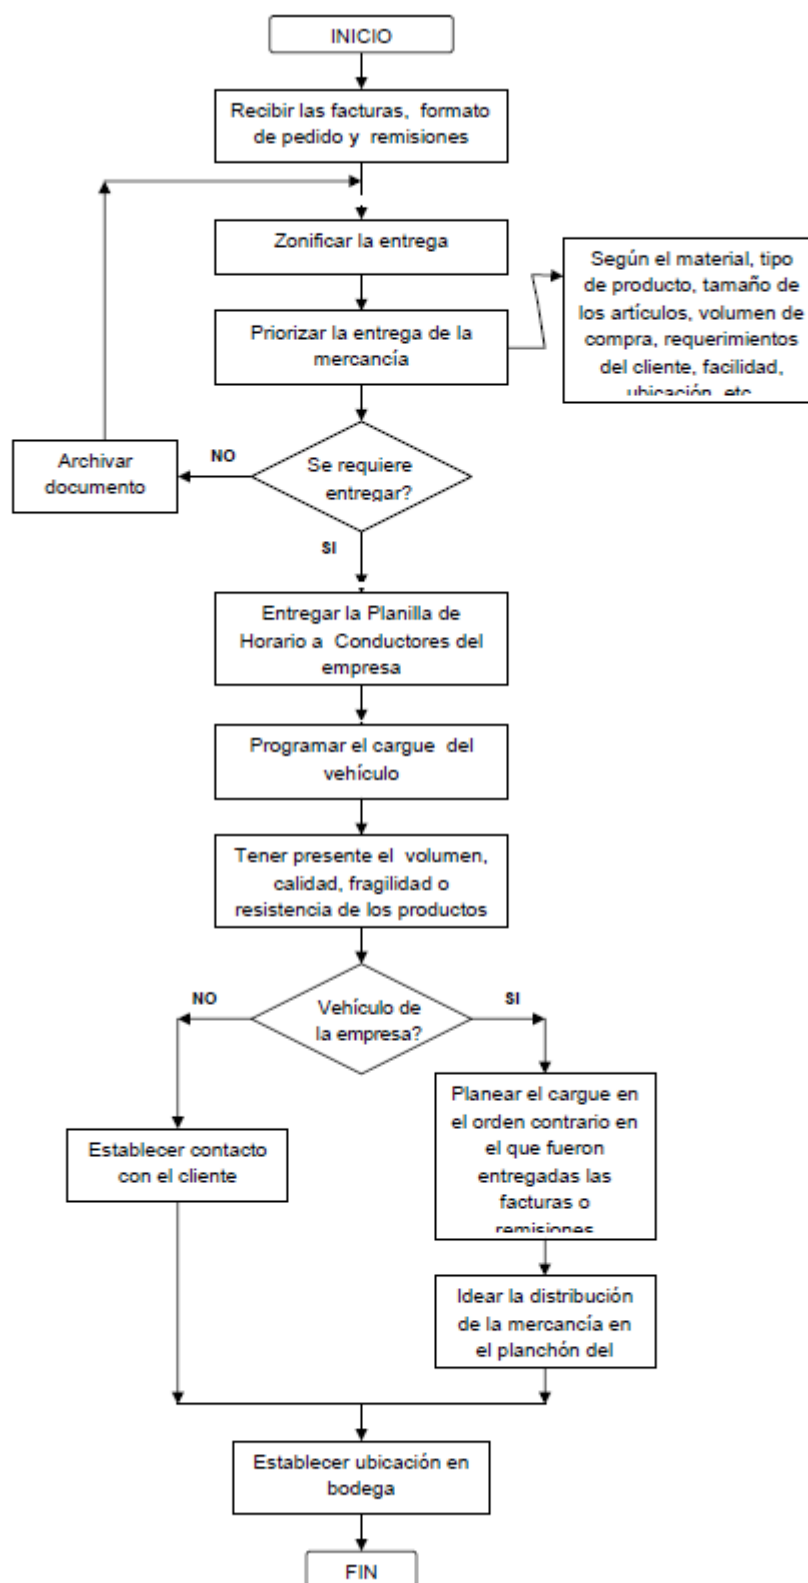 INICIO
Recibir las facturas, formato
de pedido y remisiones
Zonificar la entrega
Priorizar la entrega de la
mercancía
Según el material, tipo
de producto, tamaño de
los artículos, volumen de
compra, requerimientos
del cliente, facilidad,
ubicación, etc.
Se requiere
entregar?
NO
Archivar
documento
SI
Entregar la Planilla de
Horario a Conductores del
empresa
Programar el cargue del
vehículo
Tener presente el volumen,
calidad, fragilidad o
resistencia de los productos
Vehículo de
la empresa?
NO
SI
Establecer contacto
con el cliente
Planear el cargue en
el orden contrario en
el que fueron
entregadas las
facturas o
remisiones
Idear la distribución
de la mercancía en
el planchón del
Establecer ubicación en
bodega
FIN